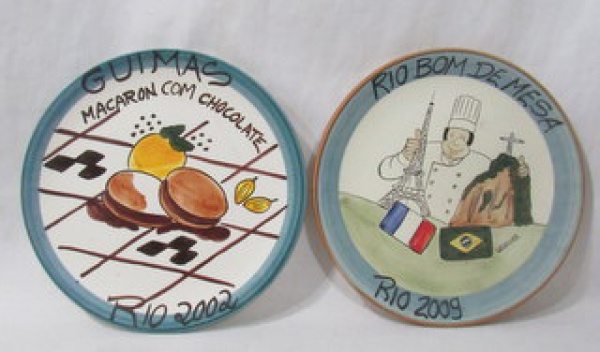 GUIMAS
MACARON COM CHOCOLATE
RIO 2002
RIO BOM DE MESA
RIO 2009